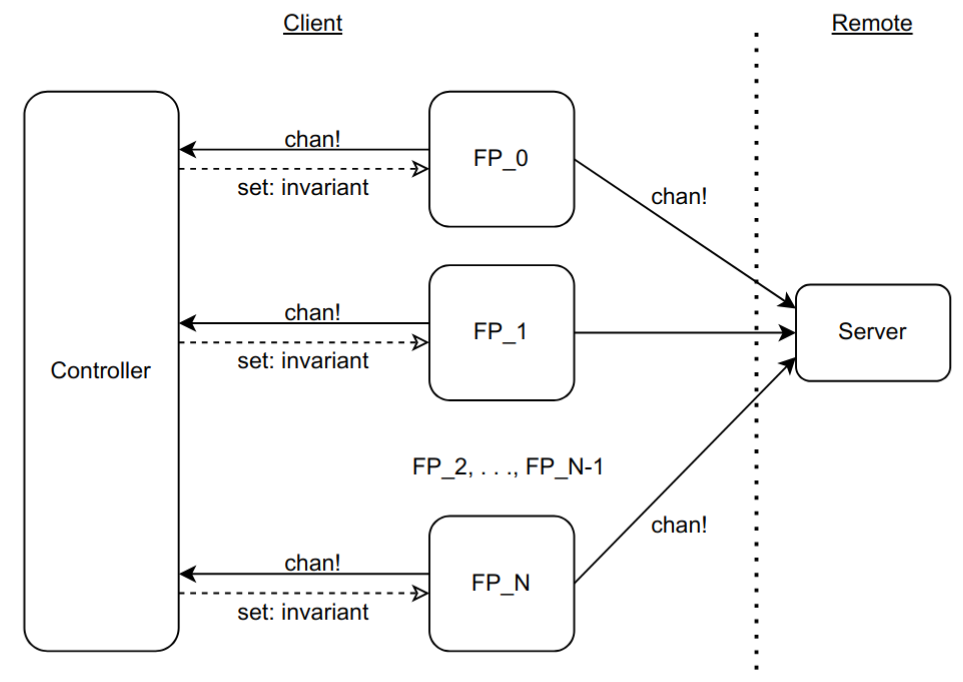 Client
Remote
chan!
FP_0
set: invariant
chan!
chan!
FP_1
Server
set: invariant
Controller
FP_2, . . ., FP_N-1
chan!
chan!
FP_N
set: invariant